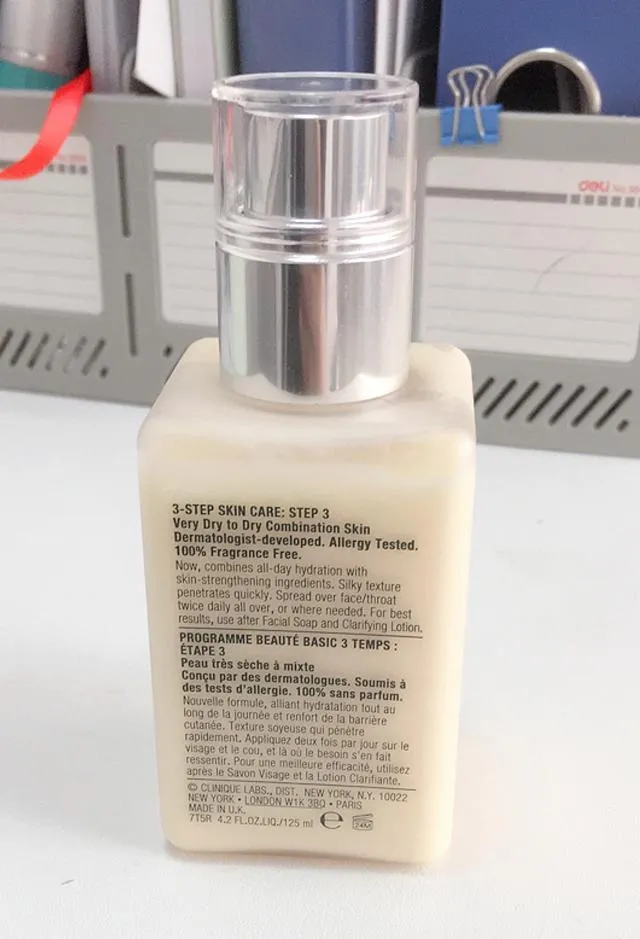 deli
3-STEP SKIN CARE: STEP 3
Very Dry to Dry Combination Skin
Dermatologist-developed. Allergy Tested.
100% Fragrance Free.
Now, combines all-day hydration with
skin-strengthening ingredients. Silky texture
penetrates quickly. Spread over face/throat
twice daily all over, or where needed. For best
results, use after Facial Soap and Clarifying Lotion.
PROGRAMME BEAUTÉ BASIC 3 TEMPS :
ÉTAPE 3
Peau très sèche à mixte
Conçu par des dermatologues. Soumis à
des tests d'allergie. 100% sans parfum.
Nouvelle formule, alliant hydratation tout au
long de la journée et renfort de la barrière
cutanée. Texture soyeuse qui pénètre
rapidement. Appliquez deux fois par jour sur le
visage et le cou, et là où le besoin s'en fait
ressentir. Pour une meilleure efficacité, utilisez
après le Savon Visage et la Lotion Clarifiante.
© CLINIQUE LABS., DIST. NEW YORK, N.Y. 10022
NEW YORK • LONDON W1K 3BQ • PARIS
MADE IN U.K.
7T5R 4.2 FL.OZ.LIQ./125 ml e 24M